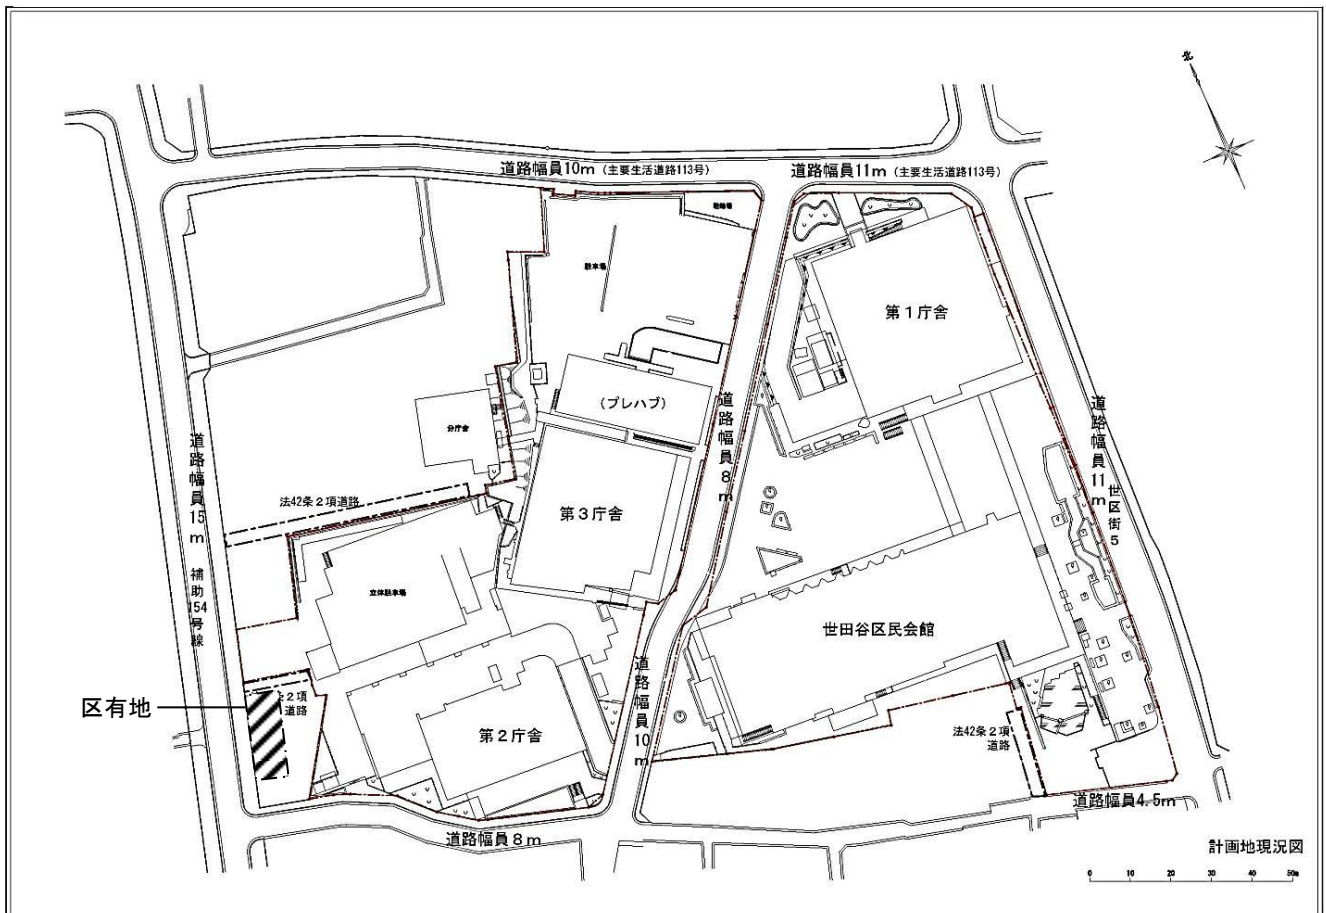 北
道路幅員10m（主要生活道路113号）
道路幅員11m（主要生活道路113号）
駐輪場
駐車場
第１庁舎
(プレハブ)
道路幅員8m
道路幅員11m
世区街5
分庁舎
道路幅員15m 補助154号線
法42条２項道路
第３庁舎
立体駐車場
世田谷区民会館
区有地
条２項
道路
道路幅員10m
第２庁舎
法42条２項
道路
道路幅員4.5m
道路幅員８m
計画地現況図
0 10 20 30 40 50m